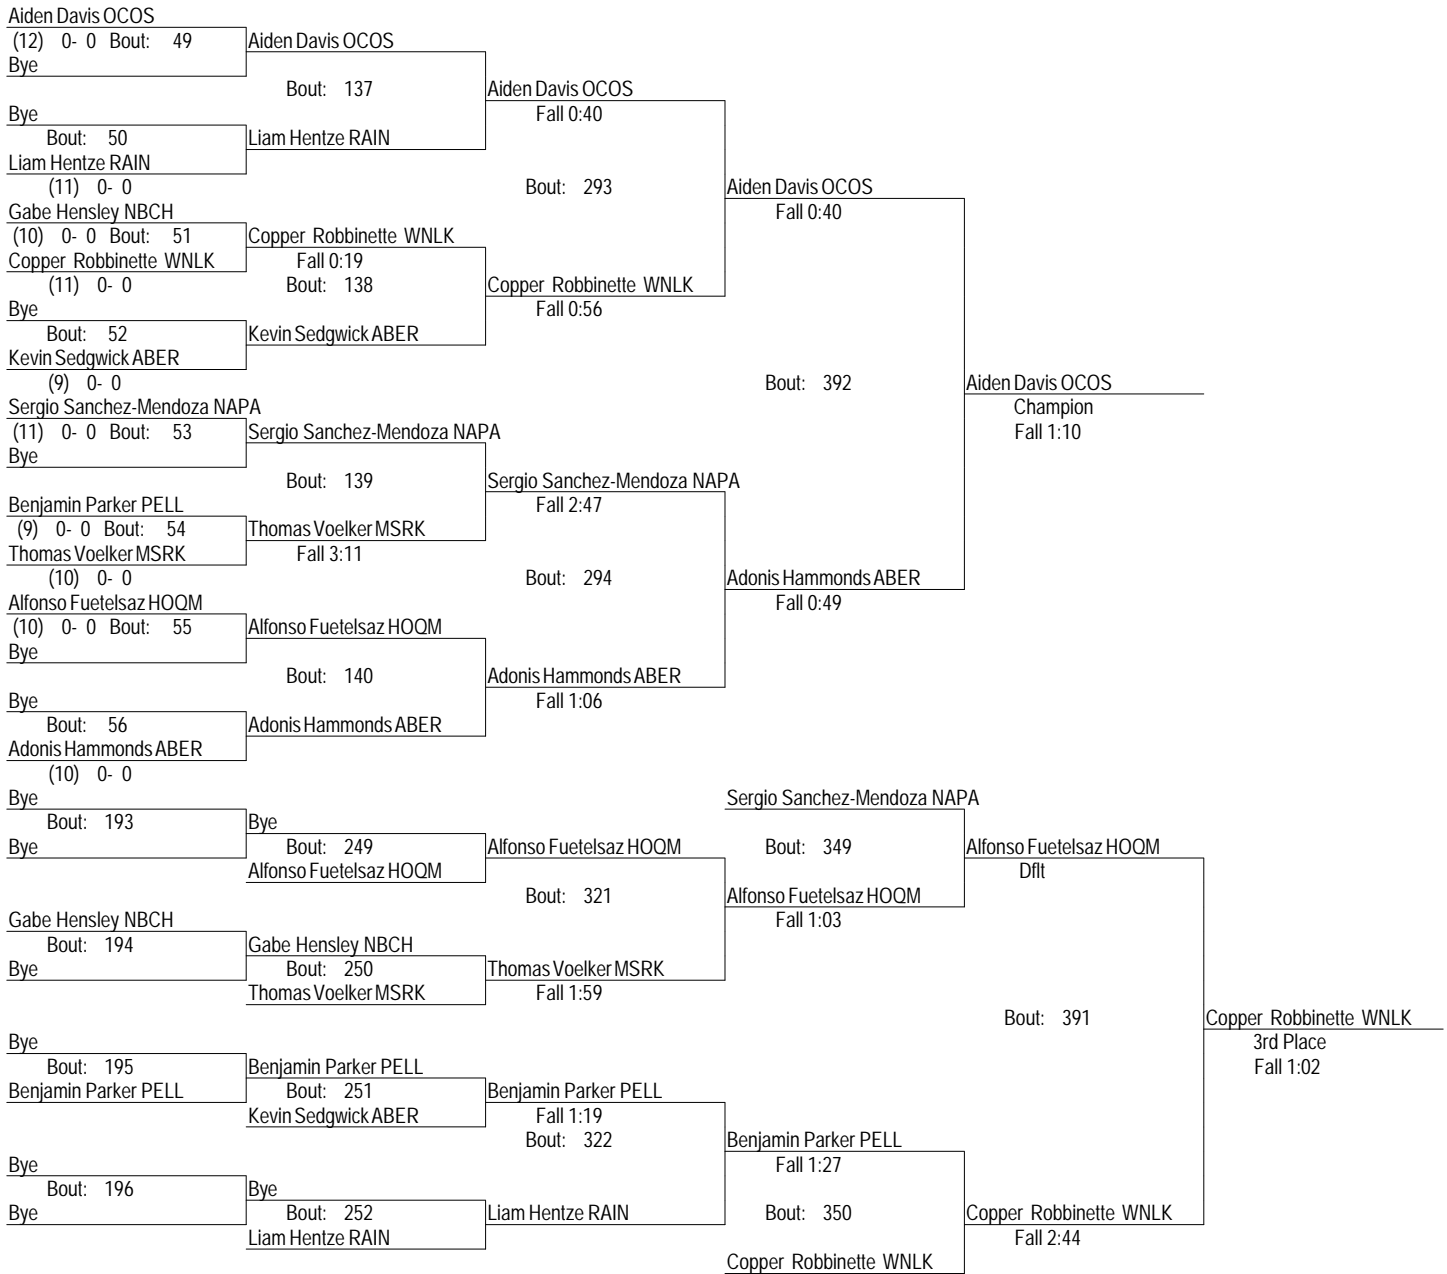 Aiden Davis OCOS
(12) 0- 0 Bout: 49 Aiden Davis OCOS
Bye
Bout: 137 Aiden Davis OCOS
Bye Fall 0:40
Bout: 50 Liam Hentze RAIN
Liam Hentze RAIN
(11) 0- 0 Bout: 293 Aiden Davis OCOS
Gabe Hensley NBCH Fall 0:40
(10) 0- 0 Bout: 51 Copper Robbinette WNLK
Copper Robbinette WNLK Fall 0:19
(11) 0- 0 Bout: 138 Copper Robbinette WNLK
Bye Fall 0:56
Bout: 52 Kevin Sedgwick ABER
Kevin Sedgwick ABER
(9) 0- 0 Bout: 392 Aiden Davis OCOS
Sergio Sanchez-Mendoza NAPA Champion
(11) 0- 0 Bout: 53 Sergio Sanchez-Mendoza NAPA Fall 1:10
Bye
Bout: 139 Sergio Sanchez-Mendoza NAPA
Benjamin Parker PELL Fall 2:47
(9) 0- 0 Bout: 54 Thomas Voelker MSRK
Thomas Voelker MSRK Fall 3:11
(10) 0- 0 Bout: 294 Adonis Hammonds ABER
Alfonso Fuetelsaz HOQM Fall 0:49
(10) 0- 0 Bout: 55 Alfonso Fuetelsaz HOQM
Bye
Bout: 140 Adonis Hammonds ABER
Bye Fall 1:06
Bout: 56 Adonis Hammonds ABER
Adonis Hammonds ABER
(10) 0- 0
Bye Sergio Sanchez-Mendoza NAPA
Bout: 193 Bye
Bye Bout: 249 Alfonso Fuetelsaz HOQM Bout: 349 Alfonso Fuetelsaz HOQM
Alfonso Fuetelsaz HOQM Dflt
Bout: 321 Alfonso Fuetelsaz HOQM
Gabe Hensley NBCH Fall 1:03
Bout: 194 Gabe Hensley NBCH
Bye Bout: 250 Thomas Voelker MSRK
Thomas Voelker MSRK Fall 1:59
Bout: 391 Copper Robbinette WNLK
Bye 3rd Place
Bout: 195 Benjamin Parker PELL Fall 1:02
Benjamin Parker PELL Bout: 251 Benjamin Parker PELL
Kevin Sedgwick ABER Fall 1:19
Bout: 322 Benjamin Parker PELL
Bye Fall 1:27
Bout: 196 Bye
Bye Bout: 252 Liam Hentze RAIN Bout: 350 Copper Robbinette WNLK
Liam Hentze RAIN Fall 2:44
Copper Robbinette WNLK